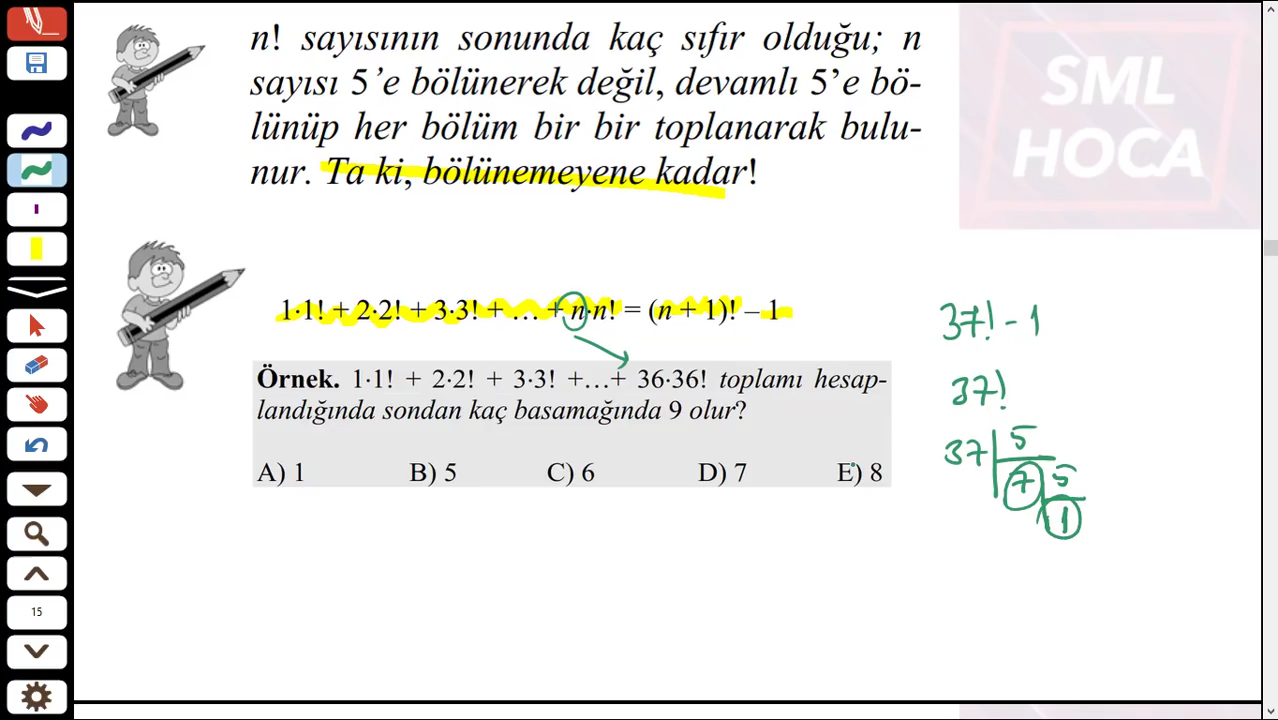 n! sayısının sonunda kaç sıfır olduğu; n
sayısı 5’e bölünerek değil, devamlı 5’e bö-
lünüp her bölüm bir bir toplanarak bulu-
nur. Ta ki, bölünemeyene kadar!
SML
HOCA
1·1! + 2·2! + 3·3! + … + n·n! = (n + 1)! – 1
Örnek. 1·1! + 2·2! + 3·3! +…+ 36·36! toplamı hesap-
landığında sondan kaç basamağında 9 olur?
A) 1 B) 5 C) 6 D) 7 E) 8
37! - 1
37!
37 5
7 5
1
15